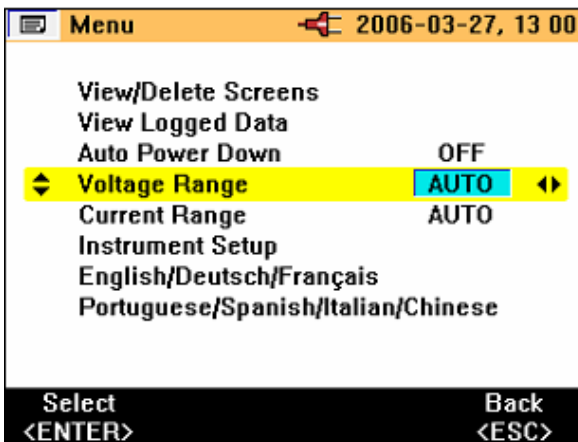 Menu 2006-03-27, 13 00
View/Delete Screens
View Logged Data
Auto Power Down OFF
Voltage Range AUTO
Current Range AUTO
Instrument Setup
English/Deutsch/Français
Portuguese/Spanish/Italian/Chinese
Select Back
<ENTER> <ESC>